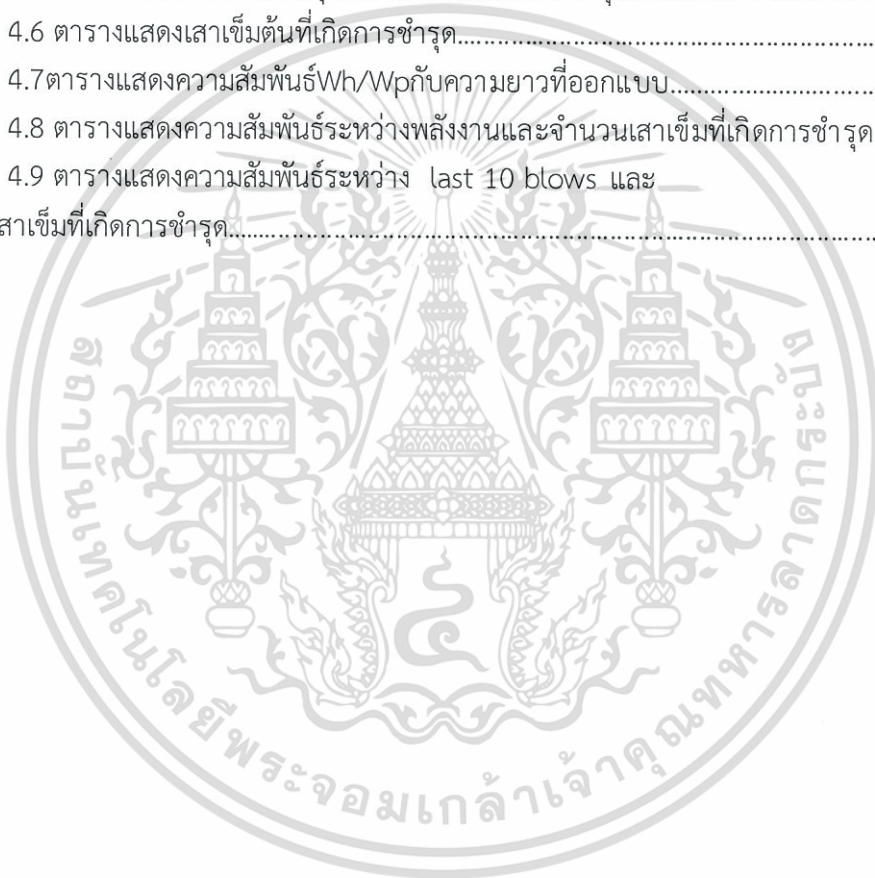 4.6 ตารางแสดงเสาเข็มต้นที่เกิดการชำรุด
4.7ตารางแสดงความสัมพันธ์Wh/Wpกับความยาวที่ออกแบบ
4.8 ตารางแสดงความสัมพันธ์ระหว่างพลังงานและจำนวนเสาเข็มที่เกิดการชำรุด
4.9 ตารางแสดงความสัมพันธ์ระหว่าง last 10 blows และ
สาเข็มที่เกิดการชำรุด
สถาบันเทคโนโลยีพระจอมเกล้าเจ้าคุณทหารลาดกระบัง